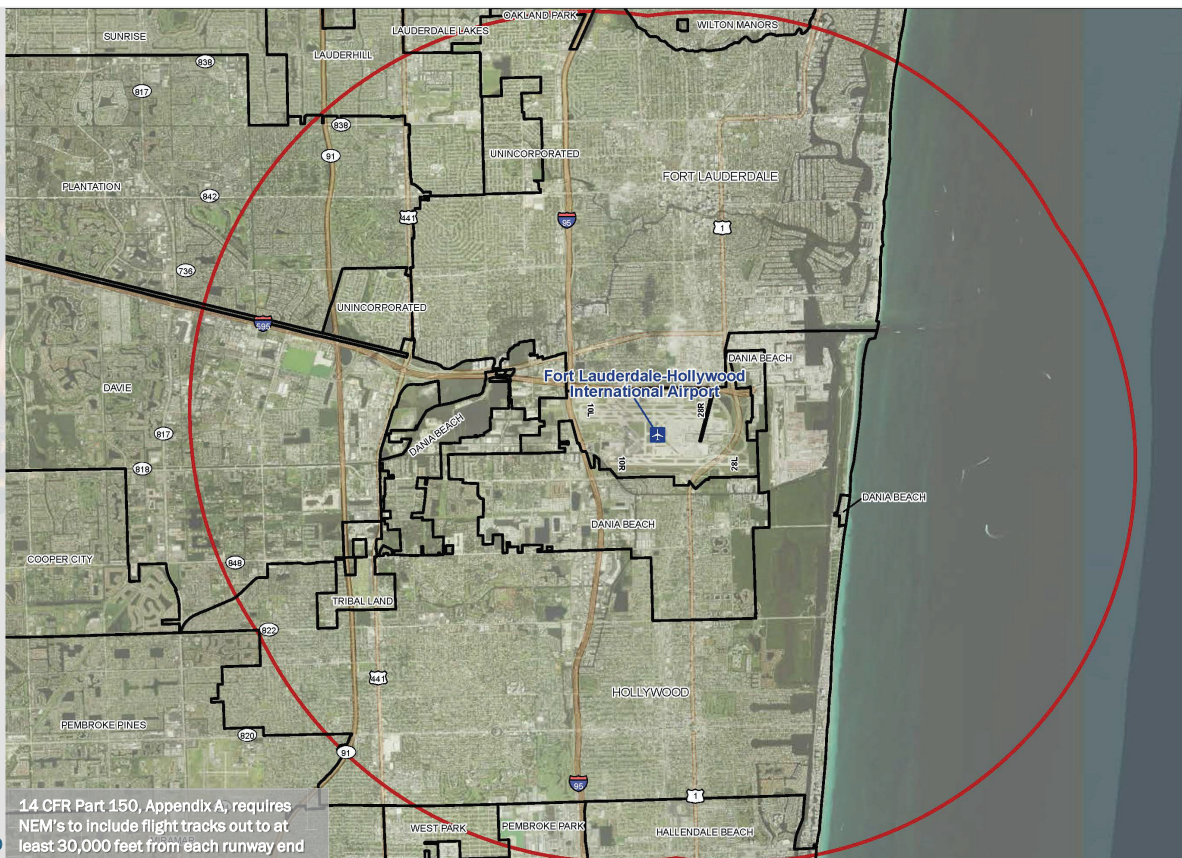 OAKLAND PARK
WILTON MANORS
LAUDERDALE LAKES
SUNRISE
LAUDERHILL
838
817
838
UNINCORPORATED
91
FORT LAUDERDALE
PLANTATION
842
441
95
1
736
UNINCORPORATED
595
DANIA BEACH
Fort Lauderdale-Hollywood
International Airport
DAVIE
10L
28R
817
DANIA BEACH
818
10R
28L
DANIA BEACH
DANIA BEACH
COOPER CITY
848
TRIBAL LAND
822
441
HOLLYWOOD
PEMBROKE PINES
820
91
95
1
14 CFR Part 150, Appendix A, requires
NEM's to include flight tracks out to at
least 30,000 feet from each runway end
MIRAMAR
WEST PARK
PEMBROKE PARK
HALLENDALE BEACH